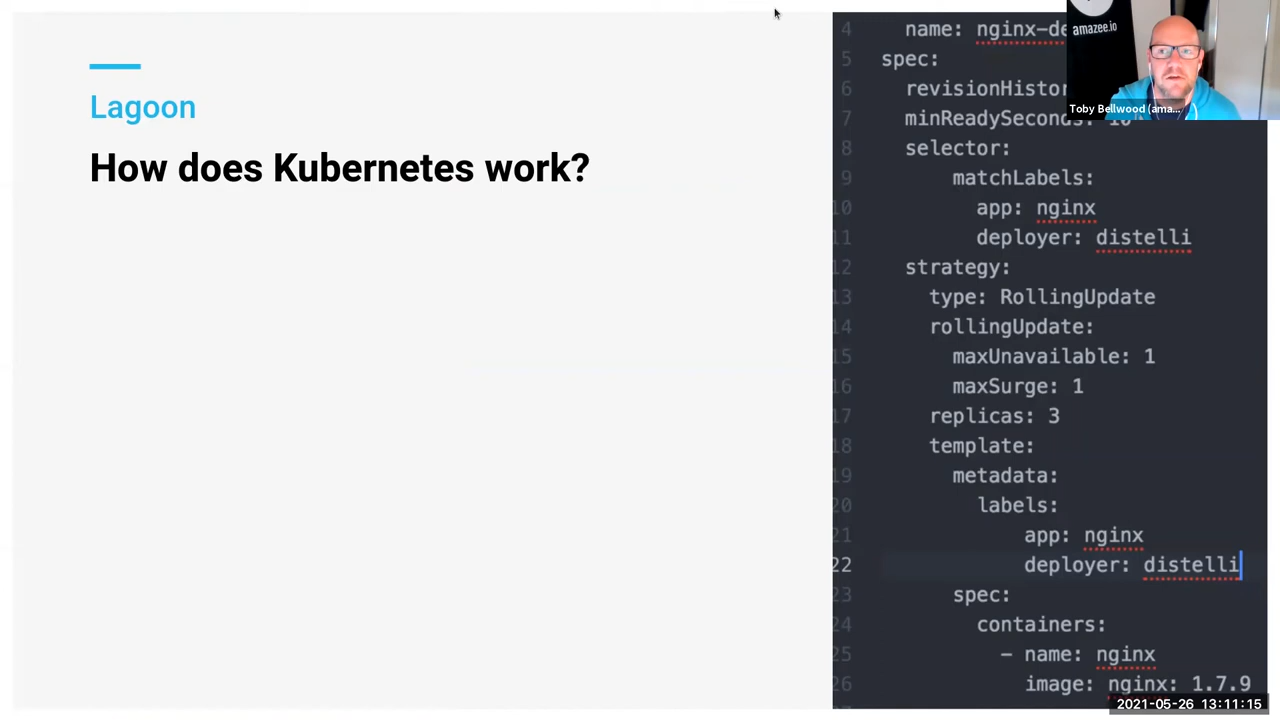 Lagoon
How does Kubernetes work?
4 name: nginx-de
5 spec:
6 revisionHistor
7 minReadySeconds: 10
8 selector:
9 matchLabels:
10 app: nginx
11 deployer: distelli
12 strategy:
13 type: RollingUpdate
14 rollingUpdate:
15 maxUnavailable: 1
16 maxSurge: 1
17 replicas: 3
18 template:
19 metadata:
20 labels:
21 app: nginx
22 deployer: distelli
23 spec:
24 containers:
25 - name: nginx
26 image: nginx: 1.7.9
amazee.io
Toby Bellwood (ama...
2021-05-26 13:11:15